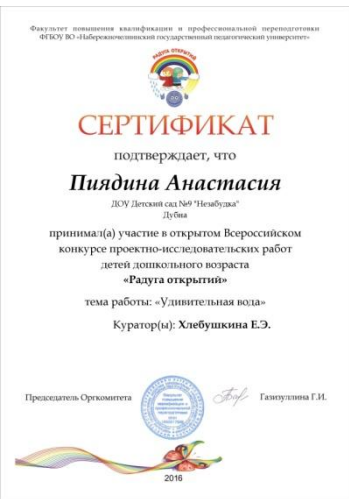 Факультет повышения квалификации и профессиональной переподготовки
ФГБОУ ВО «Набережночелнинский государственный педагогический университет»
РАДУГА ОТКРЫТИЙ
СЕРТИФИКАТ
подтверждает, что
Пиядина Анастасия
ДОУ Детский сад №9 "Незабудка"
Дубна
принимал(а) участие в открытом Всероссийском
конкурсе проектно-исследовательских работ
детей дошкольного возраста
«Радуга открытий»
тема работы: «Удивительная вода»
Куратор(ы): Хлебушкина Е.Э.
Председатель Оргкомитета
Газизуллина Г.И.
2016